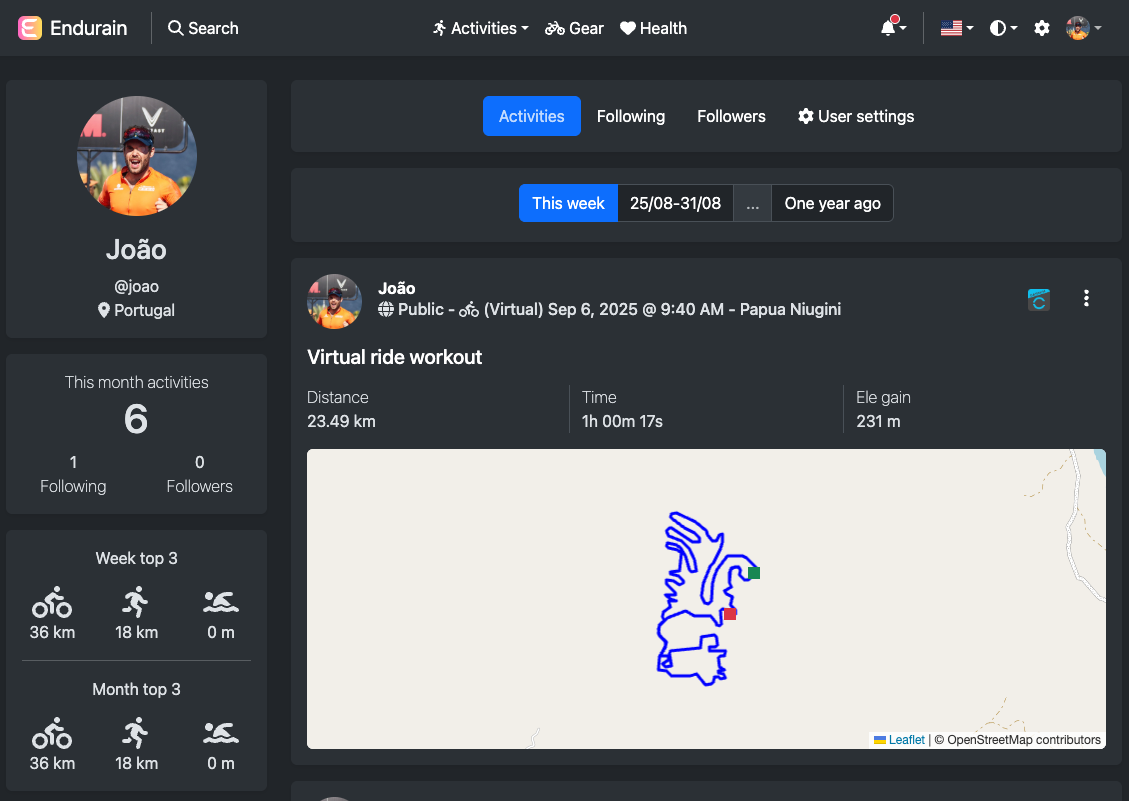 Endurain
Search
Activities
Gear
Health
João
@joao
Portugal
This month activities
6
1
Following
0
Followers
Week top 3
36 km
18 km
0 m
Month top 3
36 km
18 km
0 m
Activities
Following
Followers
User settings
This week
25/08-31/08
...
One year ago
João
Public - (Virtual) Sep 6, 2025 @ 9:40 AM - Papua Niugini
Virtual ride workout
Distance
23.49 km
Time
1h 00m 17s
Ele gain
231 m
Leaflet | © OpenStreetMap contributors